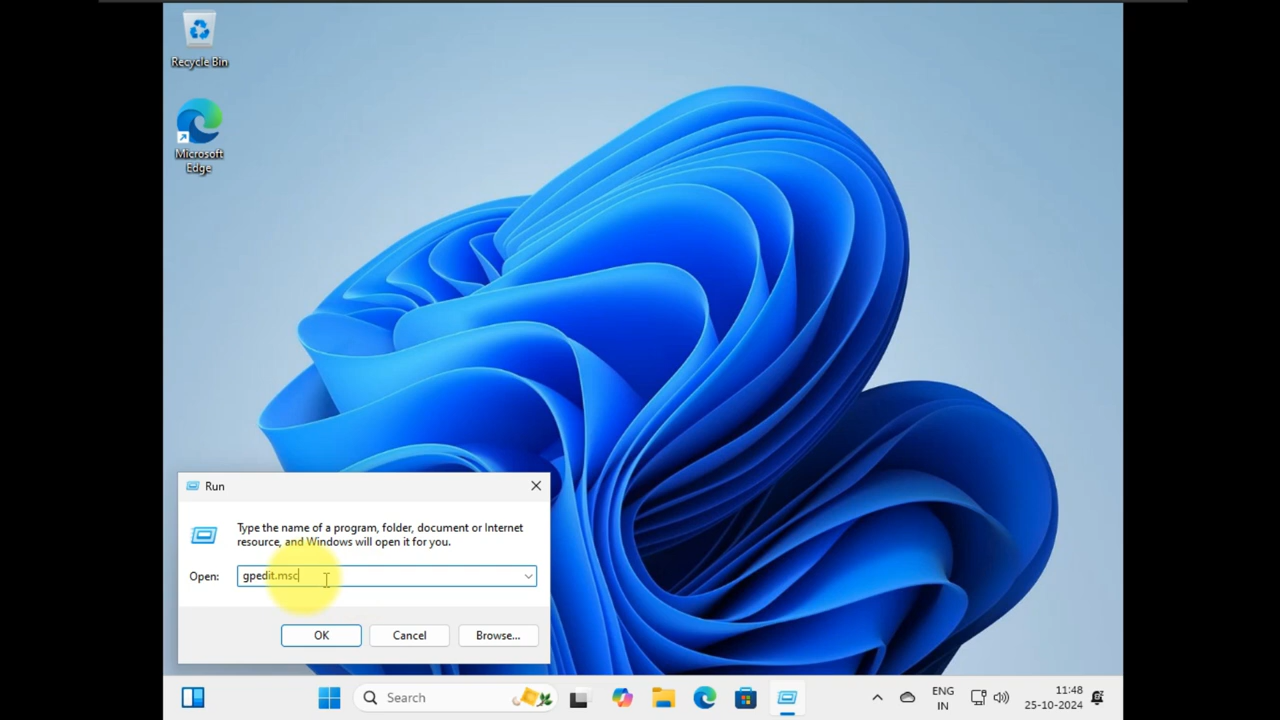 Recycle Bin
Microsoft
Edge
Run
Type the name of a program, folder, document or Internet
resource, and Windows will open it for you.
Open:
gpedit.msc
OK
Cancel
Browse...
Search
ENG
IN
11:48
25-10-2024